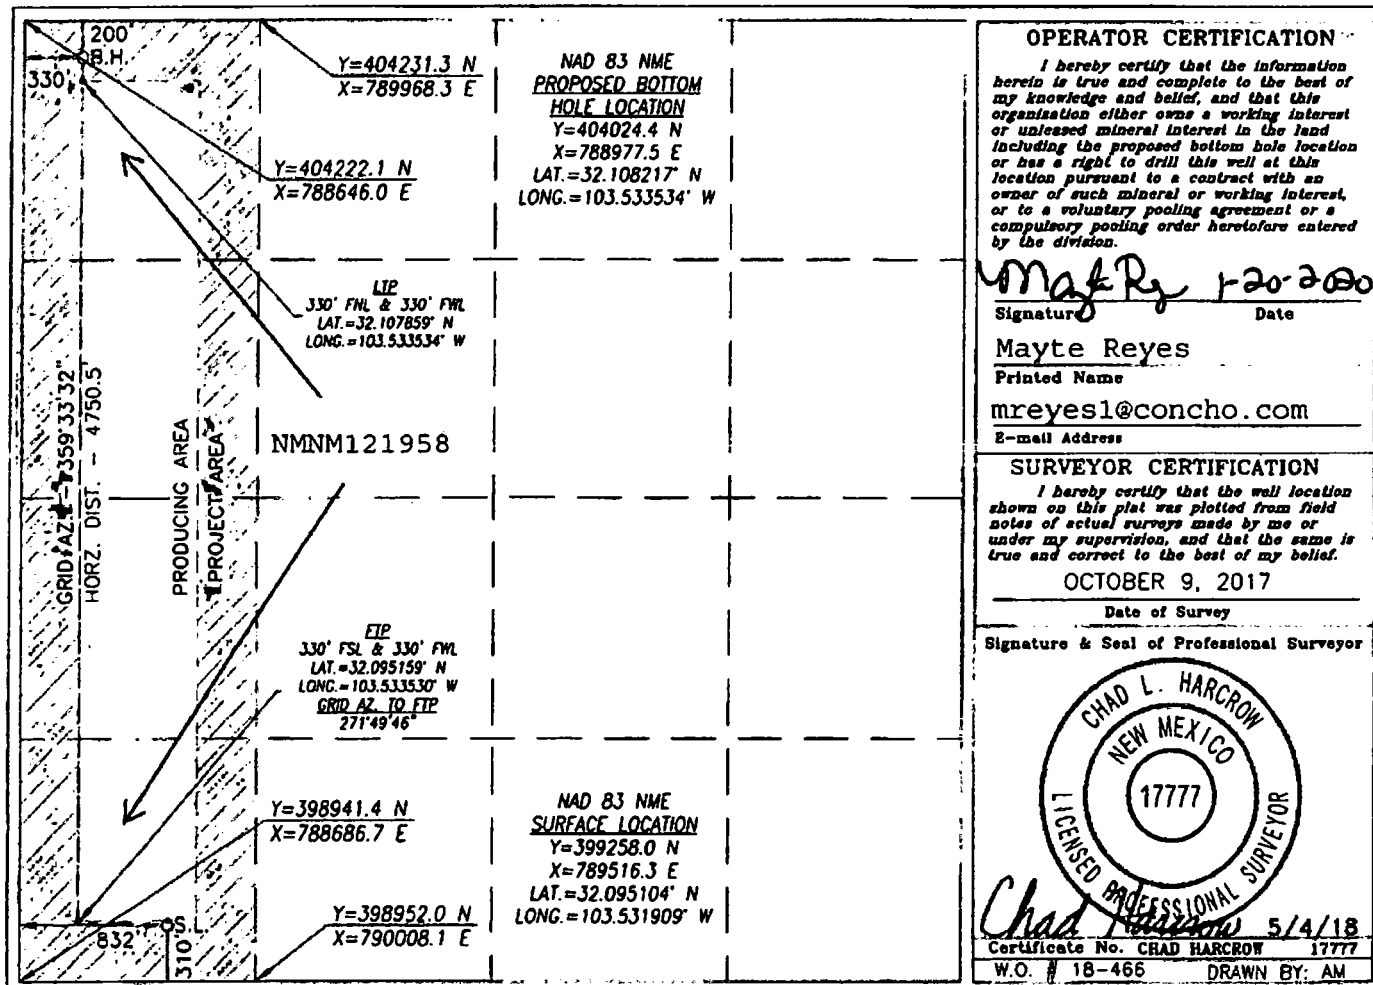 200'
B.H.
330'
Y=404231.3 N
X=789968.3 E
Y=404222.1 N
X=788646.0 E
NAD 83 NME
PROPOSED BOTTOM
HOLE LOCATION
Y=404024.4 N
X=788977.5 E
LAT.=32.108217° N
LONG.=103.533534° W
LTP
330' FNL & 330' FWL
LAT.=32.107859° N
LONG.=103.533534° W
GRID AZ. 359°33'32"
HORZ. DIST. - 4750.5'
PRODUCING AREA
PROJECT AREA
NMNM121958
FTP
330' FSL & 330' FWL
LAT.=32.095159° N
LONG.=103.533530° W
GRID AZ. TO FTP
271°49'46"
Y=398941.4 N
X=788686.7 E
Y=398952.0 N
X=790008.1 E
NAD 83 NME
SURFACE LOCATION
Y=399258.0 N
X=789516.3 E
LAT.=32.095104° N
LONG.=103.531909° W
S.
832'
310'
OPERATOR CERTIFICATION
I hereby certify that the information
herein is true and complete to the best of
my knowledge and belief, and that this
organization either owns a working interest
or unleased mineral interest in the land
including the proposed bottom hole location
or has a right to drill this well at this
location pursuant to a contract with an
owner of such mineral or working interest,
or to a voluntary pooling agreement or a
compulsory pooling order heretofore entered
by the division.
1-20-2020
Signature Date
Mayte Reyes
Printed Name
mreyes1@concho.com
E-mail Address
SURVEYOR CERTIFICATION
I hereby certify that the well location
shown on this plat was plotted from field
notes of actual surveys made by me or
under my supervision, and that the same is
true and correct to the best of my belief.
OCTOBER 9, 2017
Date of Survey
Signature & Seal of Professional Surveyor
CHAD L. HARCROW
NEW MEXICO
17777
LICENSED PROFESSIONAL SURVEYOR
Chad Harcrow 5/4/18
Certificate No. CHAD HARCROW 17777
W.O. # 18-466 DRAWN BY: AM